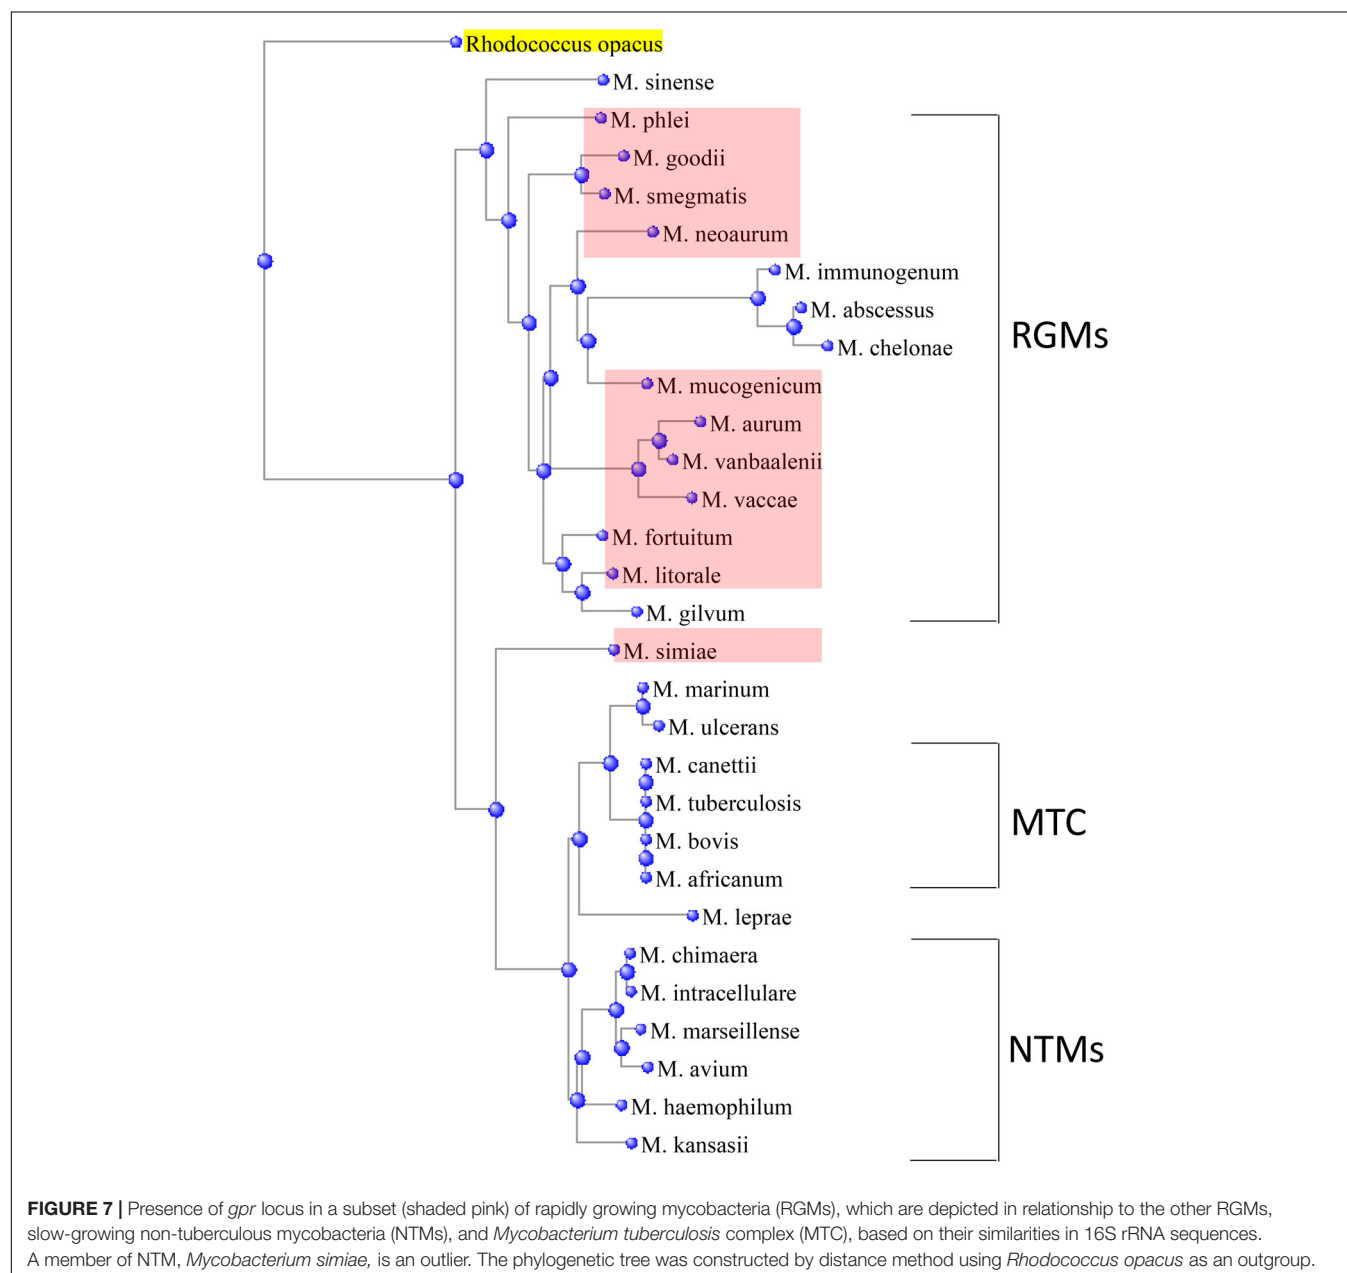 Rhodococcus opacus
M. sinense
M. phlei
M. goodii
M. smegmatis
M. neoaurum
M. immunogenum
M. abscessus
M. chelonae
RGMs
M. mucogenicum
M. aurum
M. vanbaalenii
M. vaccae
M. fortuitum
M. litorale
M. gilvum
M. simiae
M. marinum
M. ulcerans
M. canettii
M. tuberculosis
M. bovis
M. africanum
MTC
M. leprae
M. chimaera
M. intracellulare
M. marseillense
M. avium
M. haemophilum
M. kansasii
NTMs
FIGURE 7 | Presence of gpr locus in a subset (shaded pink) of rapidly growing mycobacteria (RGMs), which are depicted in relationship to the other RGMs,
slow-growing non-tuberculous mycobacteria (NTMs), and Mycobacterium tuberculosis complex (MTC), based on their similarities in 16S rRNA sequences.
A member of NTM, Mycobacterium simiae, is an outlier. The phylogenetic tree was constructed by distance method using Rhodococcus opacus as an outgroup.